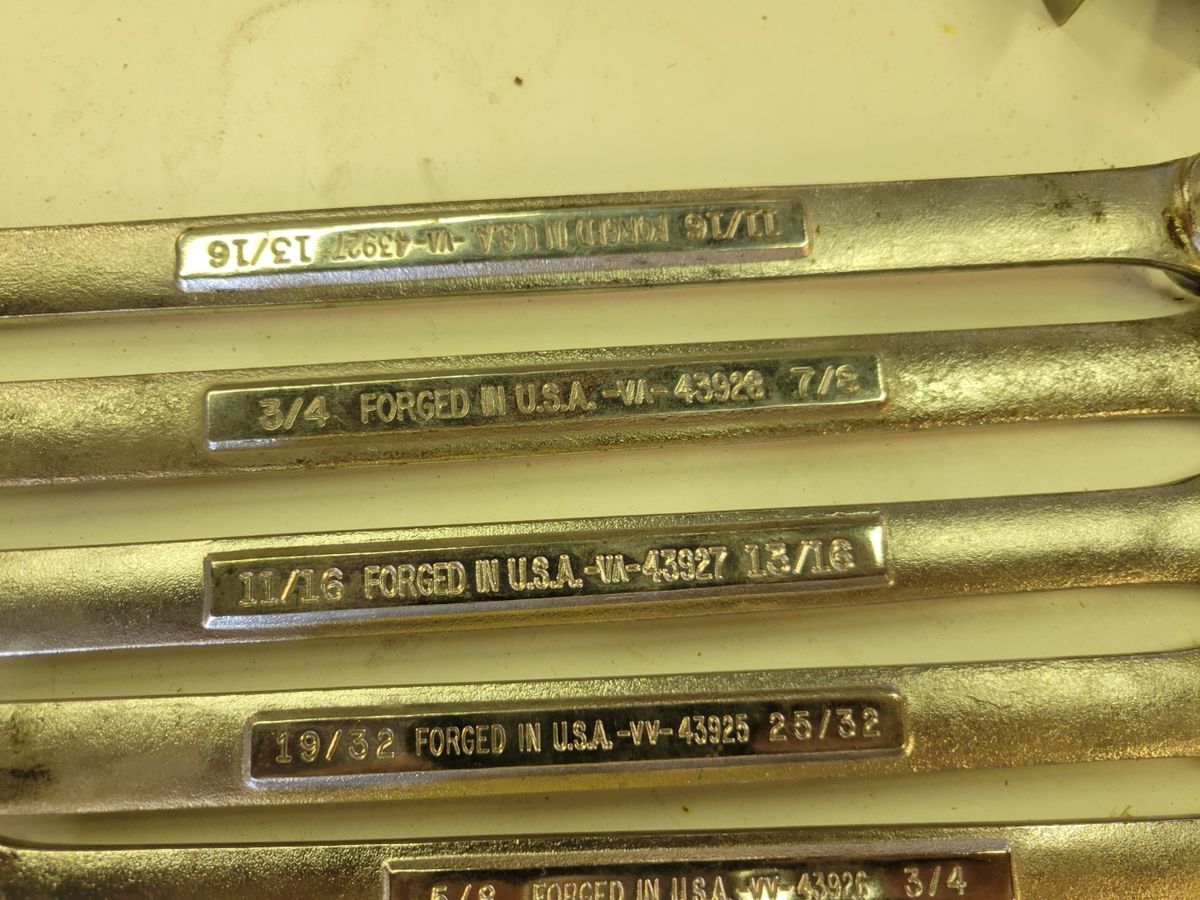 11/16 FORGED IN U.S.A. -VA-43927 13/16
3/4 FORGED IN U.S.A. -VA-43928 7/8
11/16 FORGED IN U.S.A.-VA-43927 13/16
19/32 FORGED IN U.S.A.-VV-43925 25/32
5/8 FORGED IN U.S.A.-VV-43926 3/4